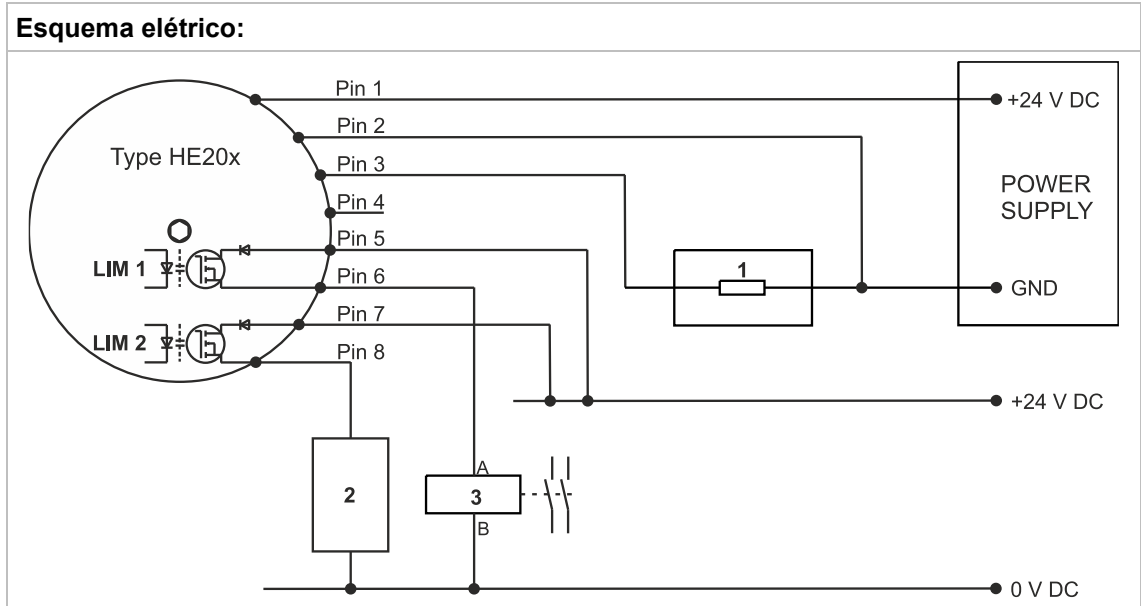 Esquema elétrico:
Pin 1
+24 V DC
Pin 2
Type HE20x
Pin 3
POWER
SUPPLY
Pin 4
Pin 5
LIM 1
1
Pin 6
GND
Pin 7
LIM 2
Pin 8
+24 V DC
A
2
3
B
0 V DC